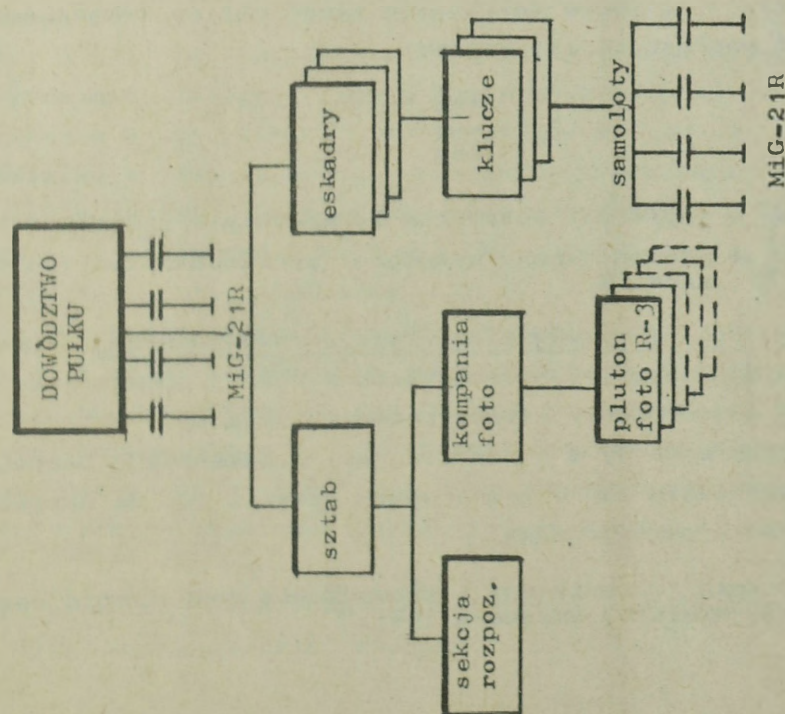 DOWÓDZTWO
PUŁKU
MiG-21R
sztab
eskadry
sekcja
rozpoz.
kompania
foto
klucze
pluton
foto R-3
samoloty
MiG-21R